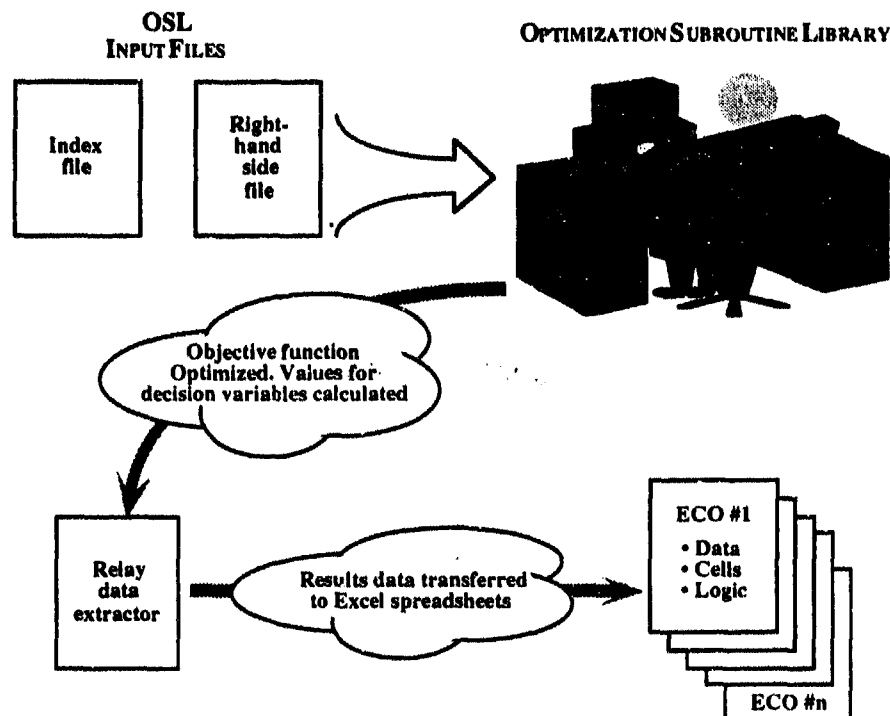 OSL
INPUT FILES
OPTIMIZATION SUBROUTINE LIBRARY
Index
file
Right-
hand
side
file
Objective function
Optimized. Values for
decision variables calculated
Relay
data
extractor
Results data transferred
to Excel spreadsheets
ECO #1
• Data
• Cells
• Logic
ECO #n